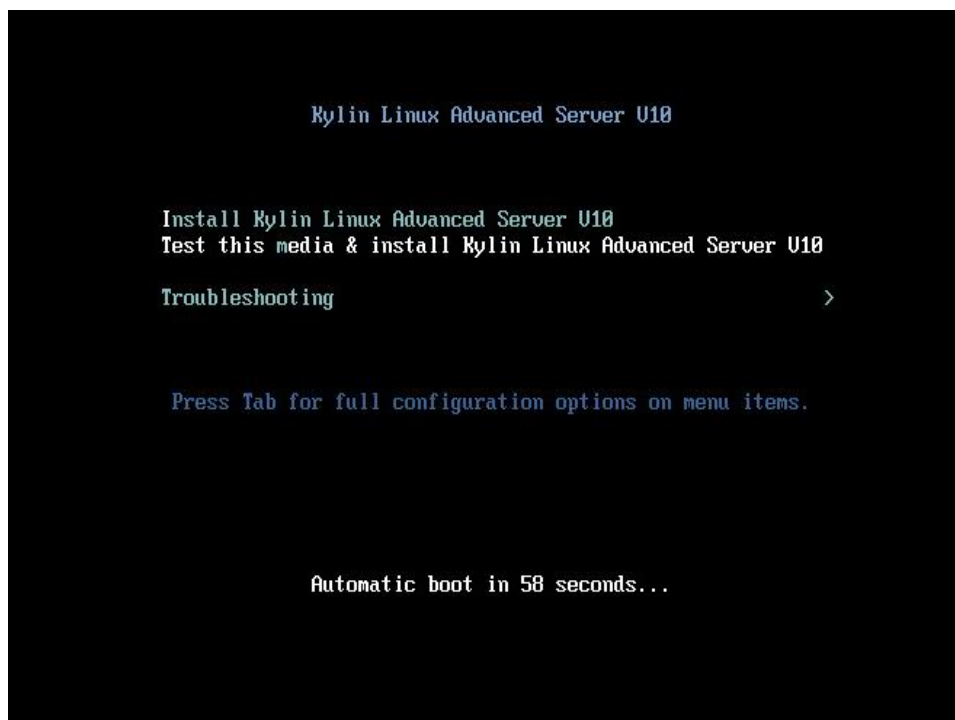 Kylin Linux Advanced Server V10
Install Kylin Linux Advanced Server V10
Test this media & install Kylin Linux Advanced Server V10
Troubleshooting >
Press Tab for full configuration options on menu items.
Automatic boot in 58 seconds...